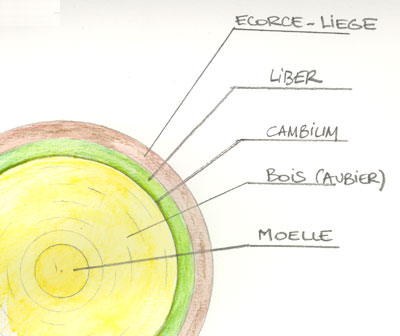 ECORCE-LIEGE
LIBER
CAMBIUM
BOIS (AUBIER)
MOELLE